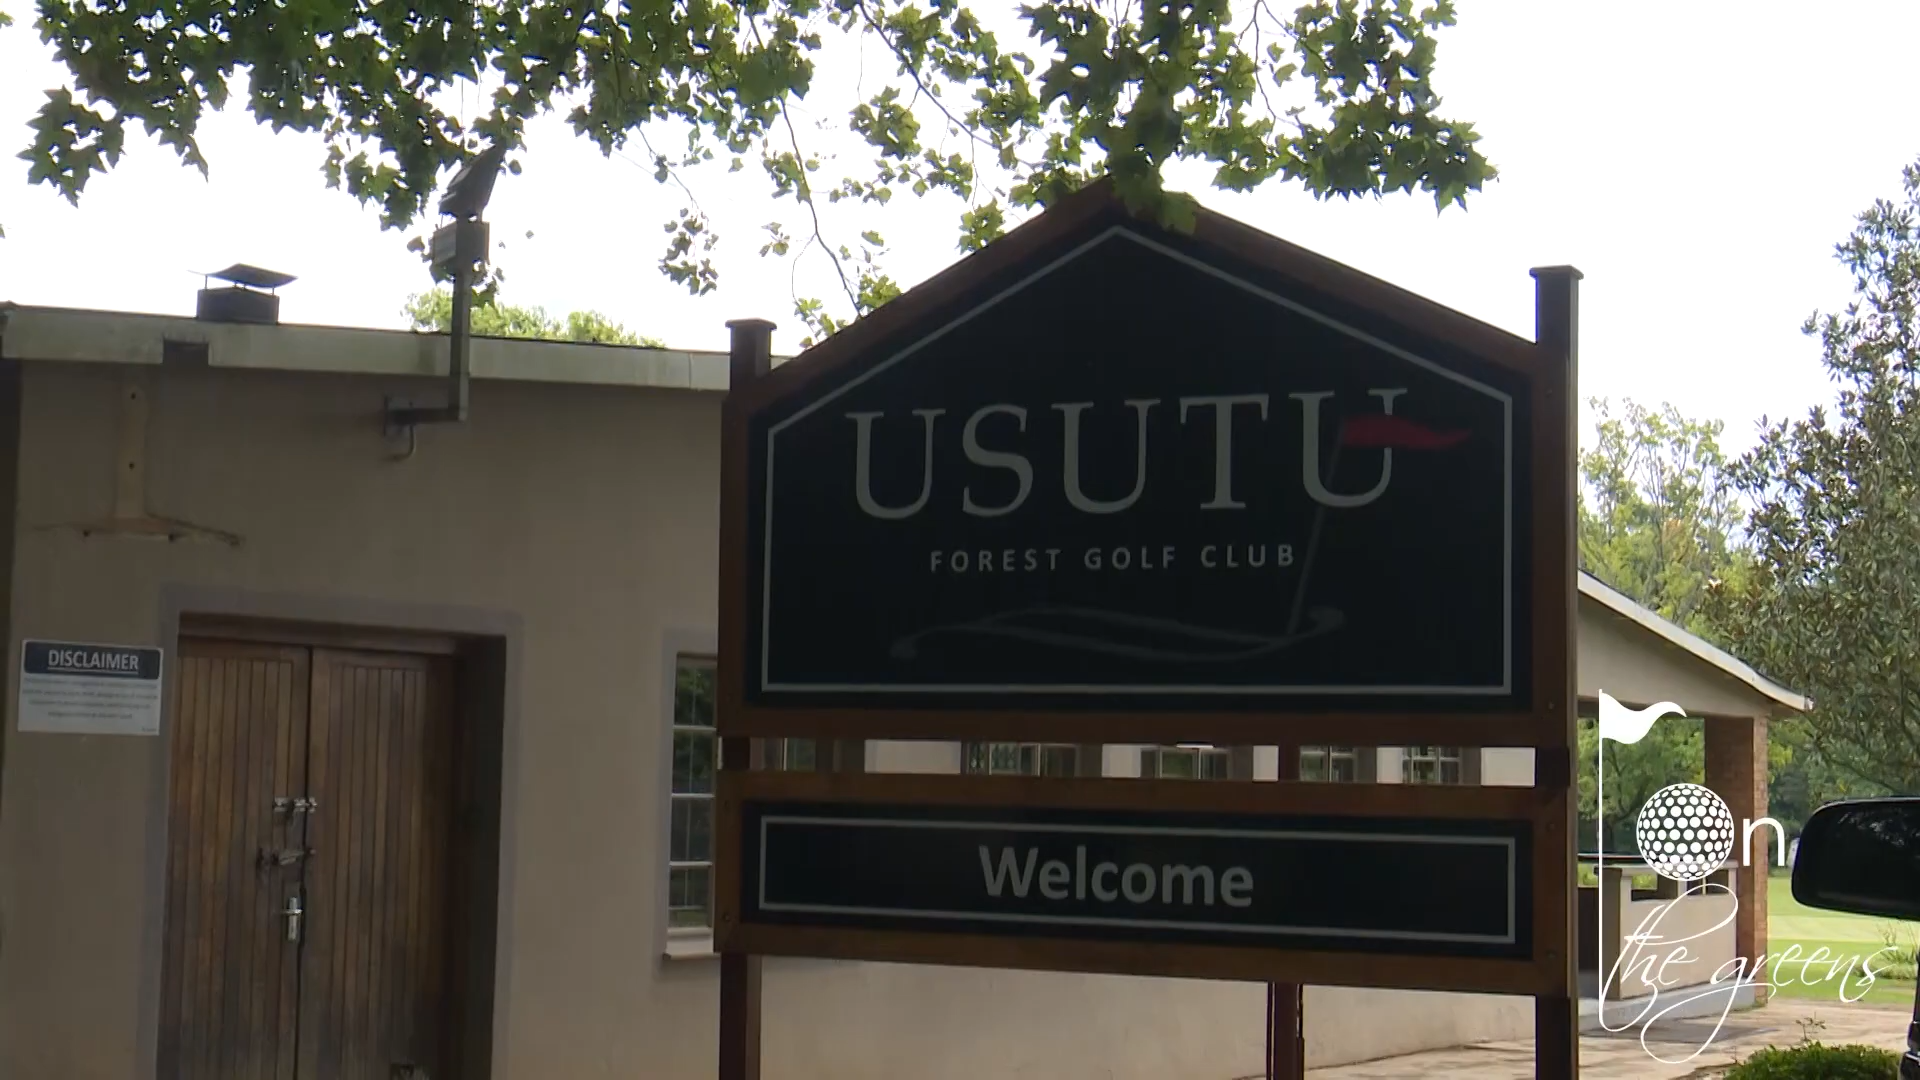 USUTU
FOREST GOLF CLUB
DISCLAIMER
Welcome
On
the greens